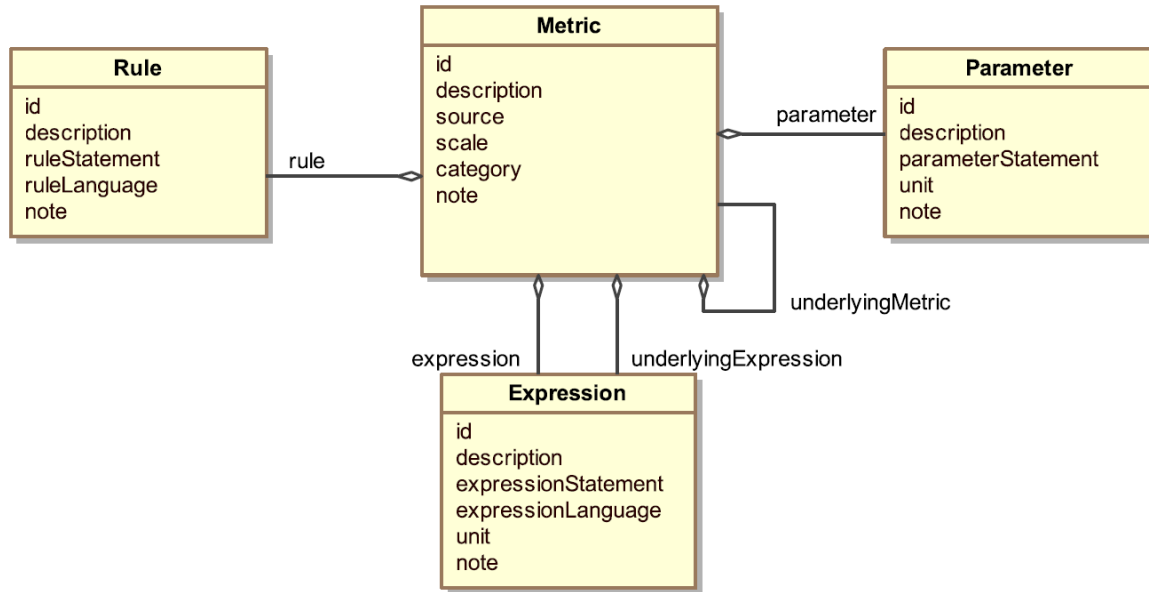 Metric
id
description
source
scale
category
note
Rule
id
description
ruleStatement
ruleLanguage
note
rule
Parameter
id
description
parameterStatement
unit
note
parameter
underlyingMetric
expression
underlyingExpression
Expression
id
description
expressionStatement
expressionLanguage
unit
note